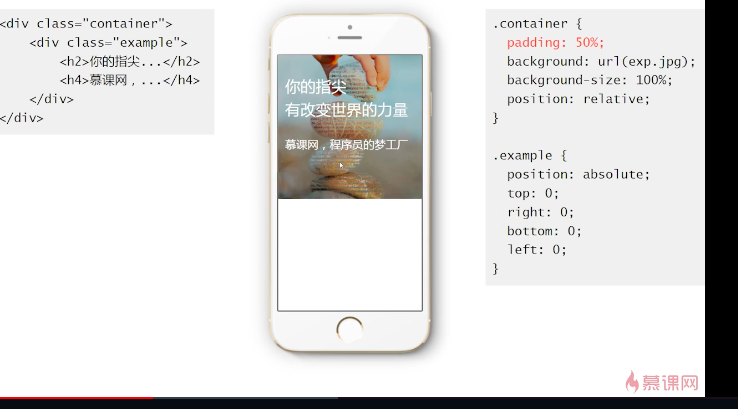 <div class="container">
<div class="example">
<h2>你的指尖...</h2>
<h4>慕课网,...</h4>
</div>
</div>
你的指尖
有改变世界的力量
慕课网，程序员的梦工厂
.container {
padding: 50%;
background: url(exp.jpg);
background-size: 100%;
position: relative;
}
.example {
position: absolute;
top: 0;
right: 0;
bottom: 0;
left: 0;
}
慕课网